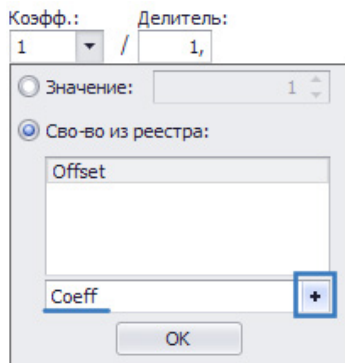 Коэфф.: Делитель:
1 / 1,
Значение: 1
Сво-во из реестра:
Offset
Coeff +
OK